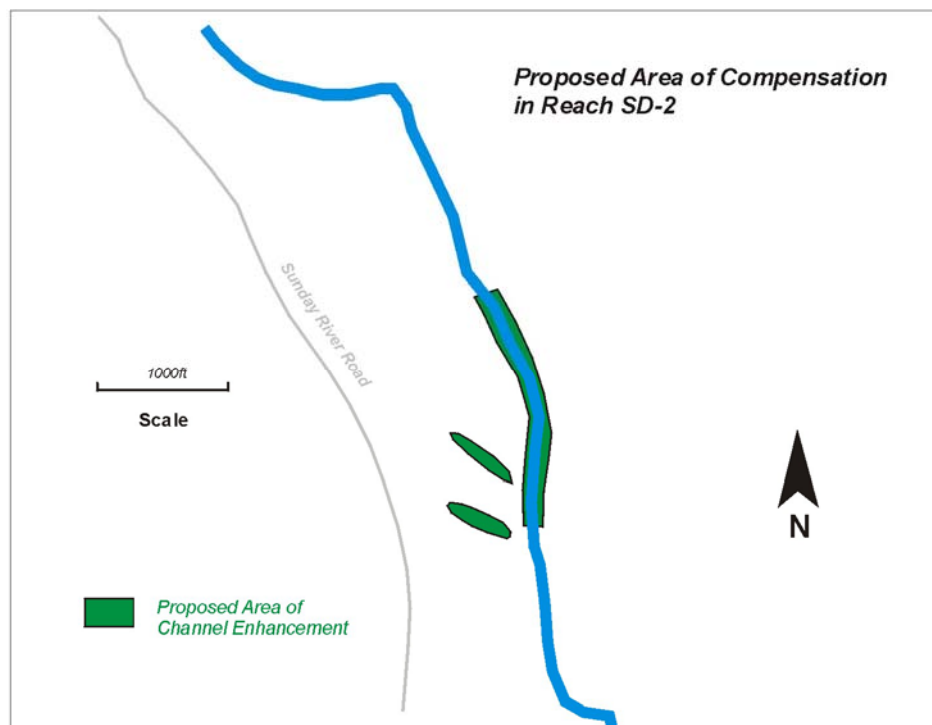 Proposed Area of Compensation
in Reach SD-2
Sunday River Road
1000ft
Scale
N
Proposed Area of
Channel Enhancement